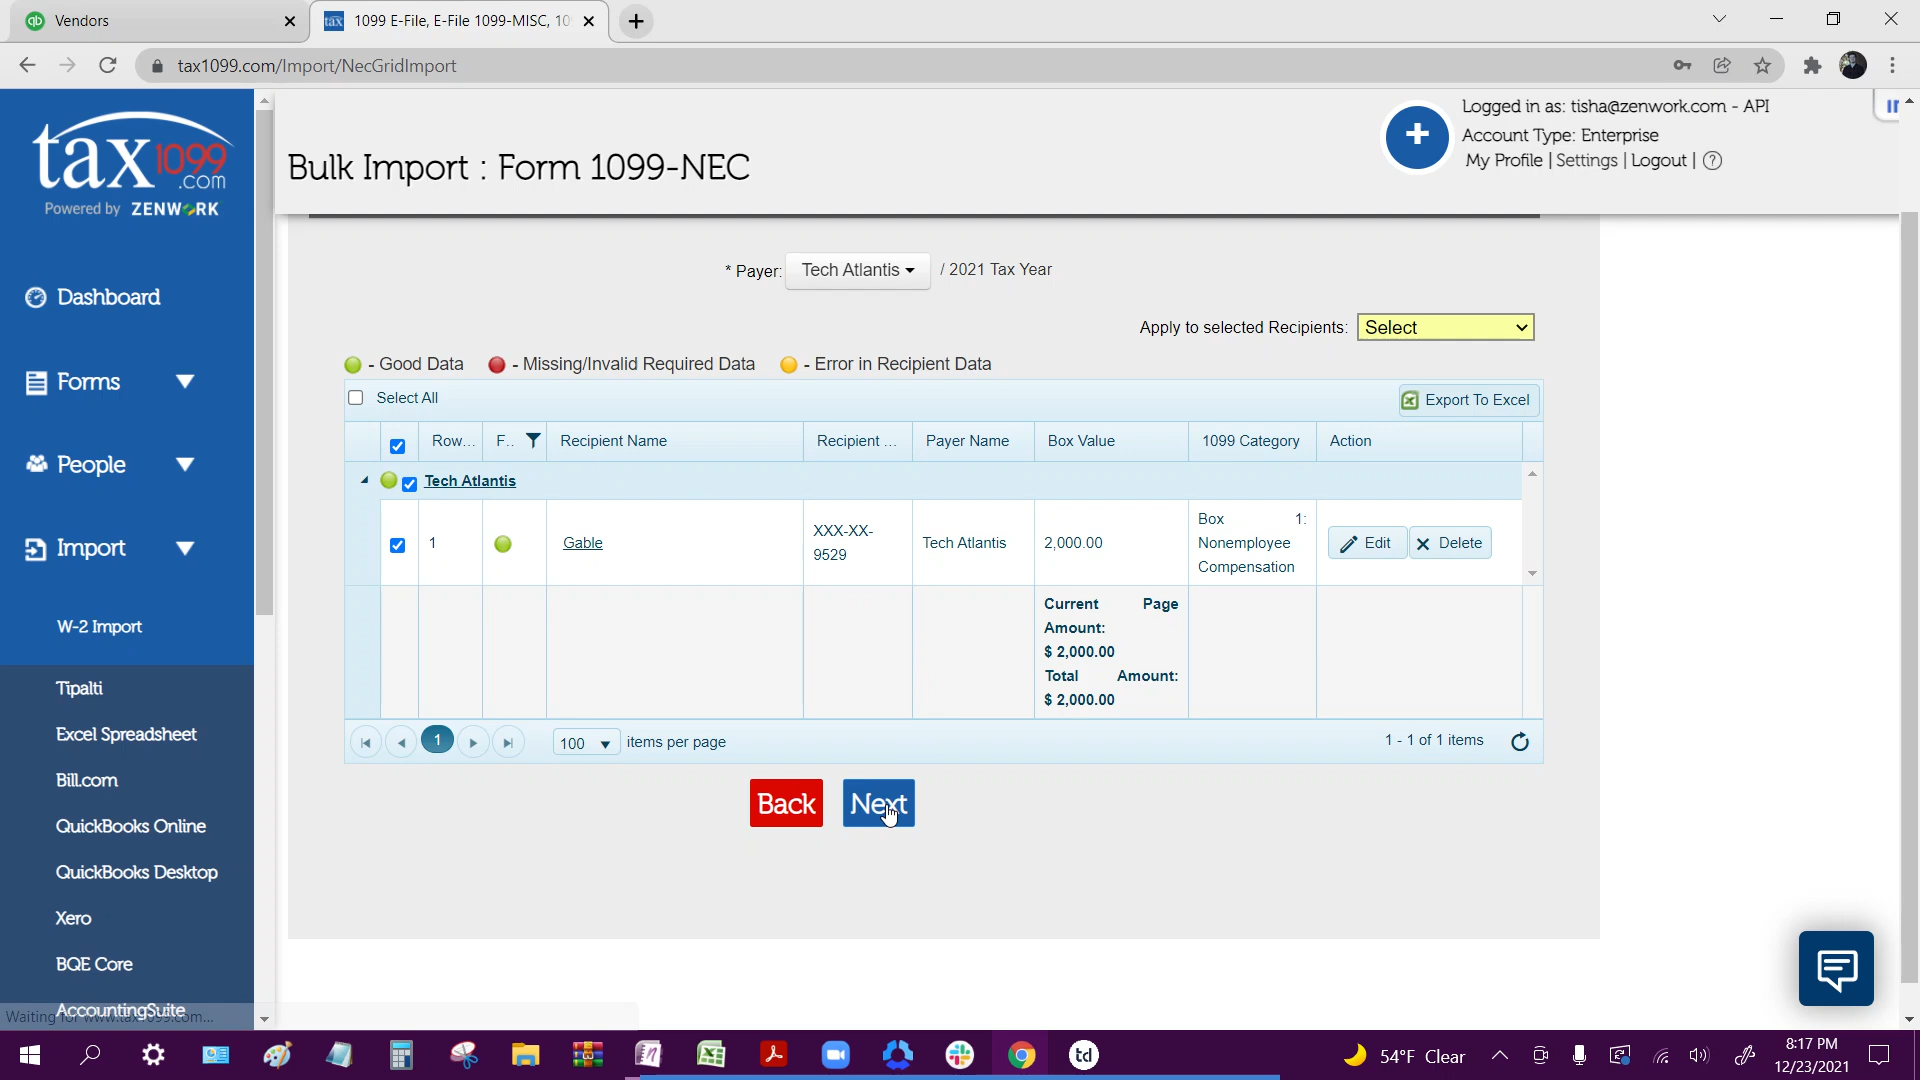 Vendors
1099 E-File, E-File 1099-MISC, 10
tax1099.com/Import/NecGridImport
tax1099
.com
Powered by ZENWORK
Bulk Import : Form 1099-NEC
Logged in as: tisha@zenwork.com - API
Account Type: Enterprise
My Profile | Settings | Logout | ?
Dashboard
Forms
People
Import
W-2 Import
Tipalti
Excel Spreadsheet
Bill.com
QuickBooks Online
QuickBooks Desktop
Xero
BQE Core
AccountingSuite
Waiting for www.tax1099.com...
* Payer: Tech Atlantis / 2021 Tax Year
Apply to selected Recipients: Select
- Good Data - Missing/Invalid Required Data - Error in Recipient Data
Select All
Export To Excel
Row... F.. Recipient Name Recipient ... Payer Name Box Value 1099 Category Action
Tech Atlantis
1 Gable XXX-XX-9529 Tech Atlantis 2,000.00 Box 1: Nonemployee Compensation Edit Delete
Current Page
Amount:
$ 2,000.00
Total Amount:
$ 2,000.00
1 100 items per page 1 - 1 of 1 items
Back Next
54°F Clear
8:17 PM
12/23/2021